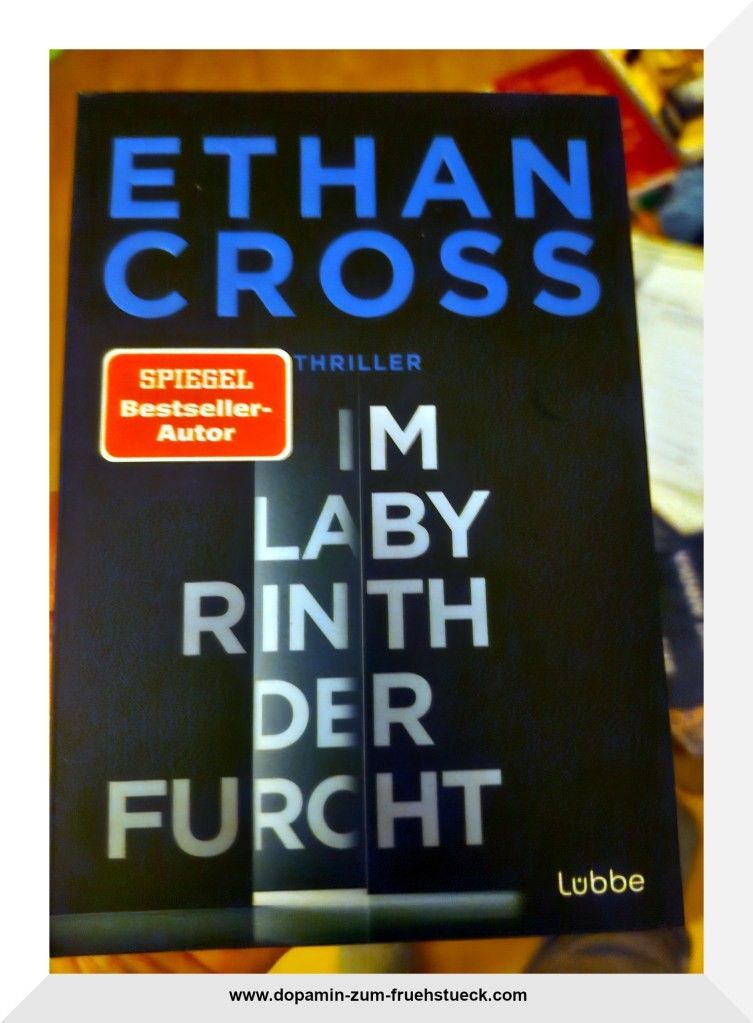 ETHAN
CROSS
THRILLER
SPIEGEL
Bestseller-
Autor
IM
LABY
RINTH
DER
FURCHT
Lübbe
www.dopamin-zum-fruehstueck.com